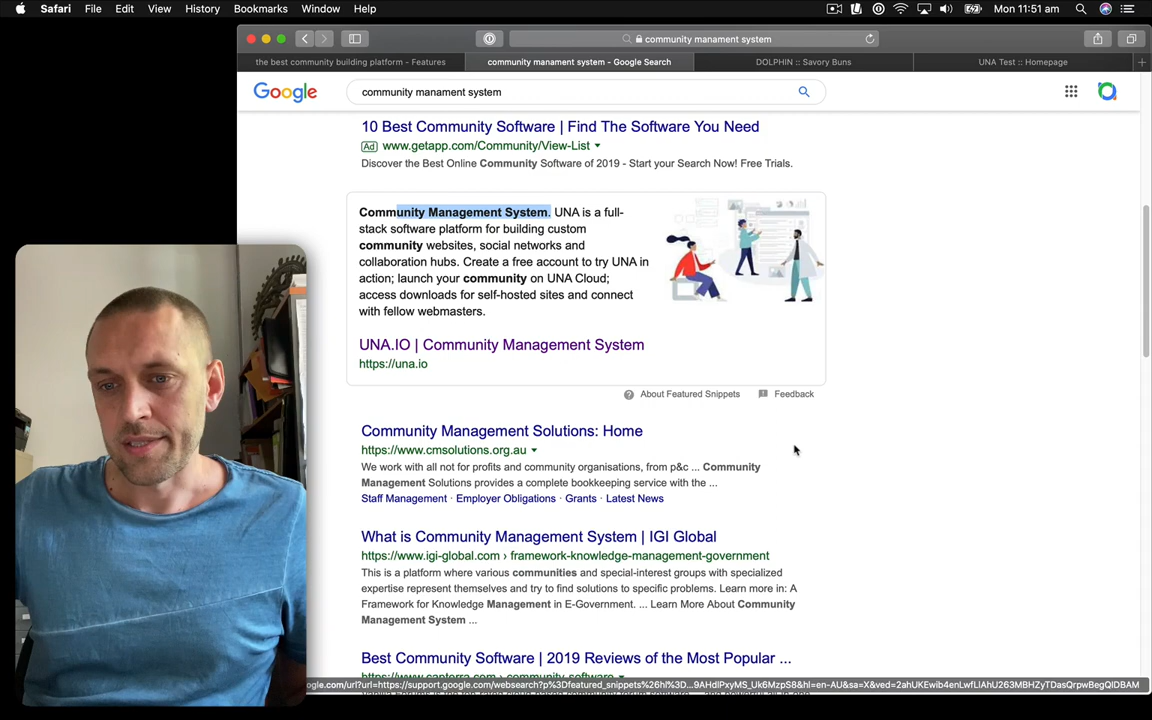 Safari File Edit View History Bookmarks Window Help Mon 11:51 am
community manament system
the best community building platform - Features community manament system - Google Search DOLPHIN :: Savory Buns UNA Test :: Homepage
Google community manament system
10 Best Community Software | Find The Software You Need
Ad www.getapp.com/Community/View-List
Discover the Best Online Community Software of 2019 - Start your Search Now! Free Trials.
Community Management System. UNA is a full-
stack software platform for building custom
community websites, social networks and
collaboration hubs. Create a free account to try UNA in
action; launch your community on UNA Cloud;
access downloads for self-hosted sites and connect
with fellow webmasters.
UNA.IO | Community Management System
https://una.io
About Featured Snippets Feedback
Community Management Solutions: Home
https://www.cmsolutions.org.au
We work with all not for profits and community organisations, from p&c ... Community
Management Solutions provides a complete bookkeeping service with the ...
Staff Management · Employer Obligations · Grants · Latest News
What is Community Management System | IGI Global
https://www.igi-global.com › framework-knowledge-management-government
This is a platform where various communities and special-interest groups with specialized
expertise represent themselves and try to find solutions to specific problems. Learn more in: A
Framework for Knowledge Management in E-Government. ... Learn More About Community
Management System ...
Best Community Software | 2019 Reviews of the Most Popular ...
https://www.capterra.com › community-software